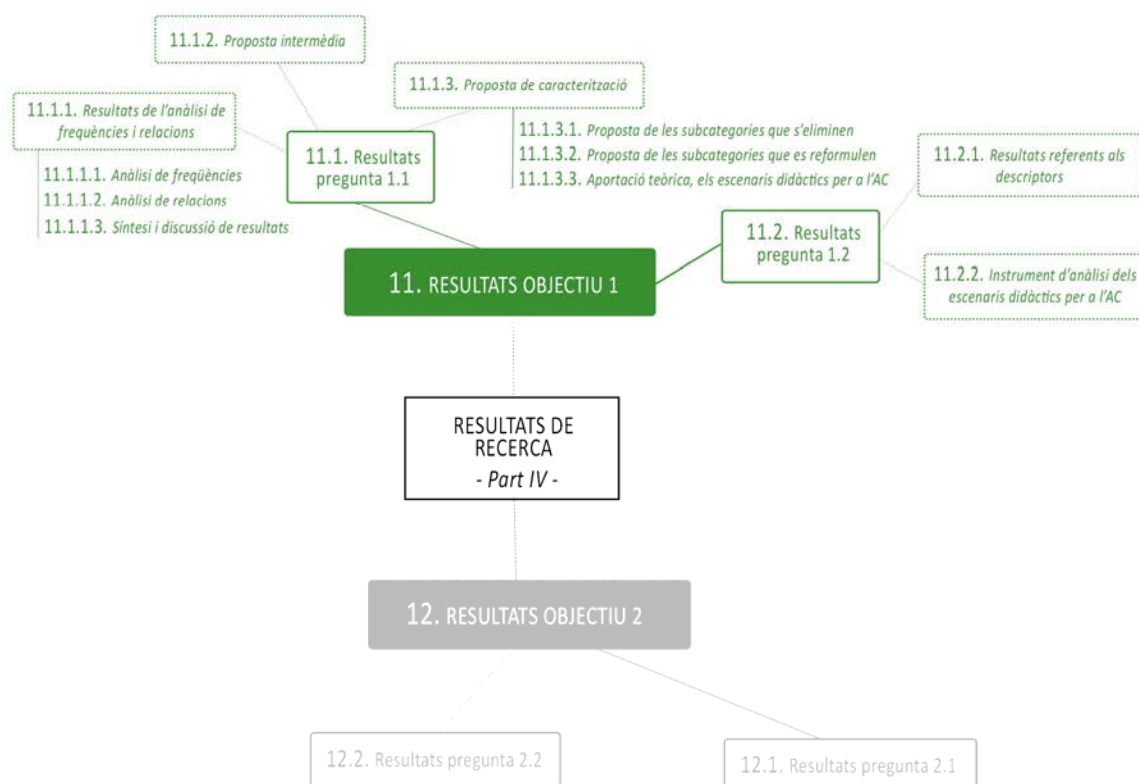 11.1.2. Proposta intermèdia
11.1.3. Proposta de caracterització
11.1.1. Resultats de l'anàlisi de
freqüències i relacions
11.1.1.1. Anàlisi de freqüències
11.1.1.2. Anàlisi de relacions
11.1.1.3. Síntesi i discussió de resultats
11.1. Resultats
pregunta 1.1
11.1.3.1. Proposta de les subcategories que s'eliminen
11.1.3.2. Proposta de les subcategories que es reformulen
11.1.3.3. Aportació teòrica, els escenaris didàctics per a l'AC
11.2.1. Resultats referents als
descriptors
11.2. Resultats
pregunta 1.2
11.2.2. Instrument d'anàlisi dels
escenaris didàctics per a l'AC
11. RESULTATS OBJECTIU 1
RESULTATS DE
RECERCA
- Part IV -
12. RESULTATS OBJECTIU 2
12.2. Resultats pregunta 2.2
12.1. Resultats pregunta 2.1